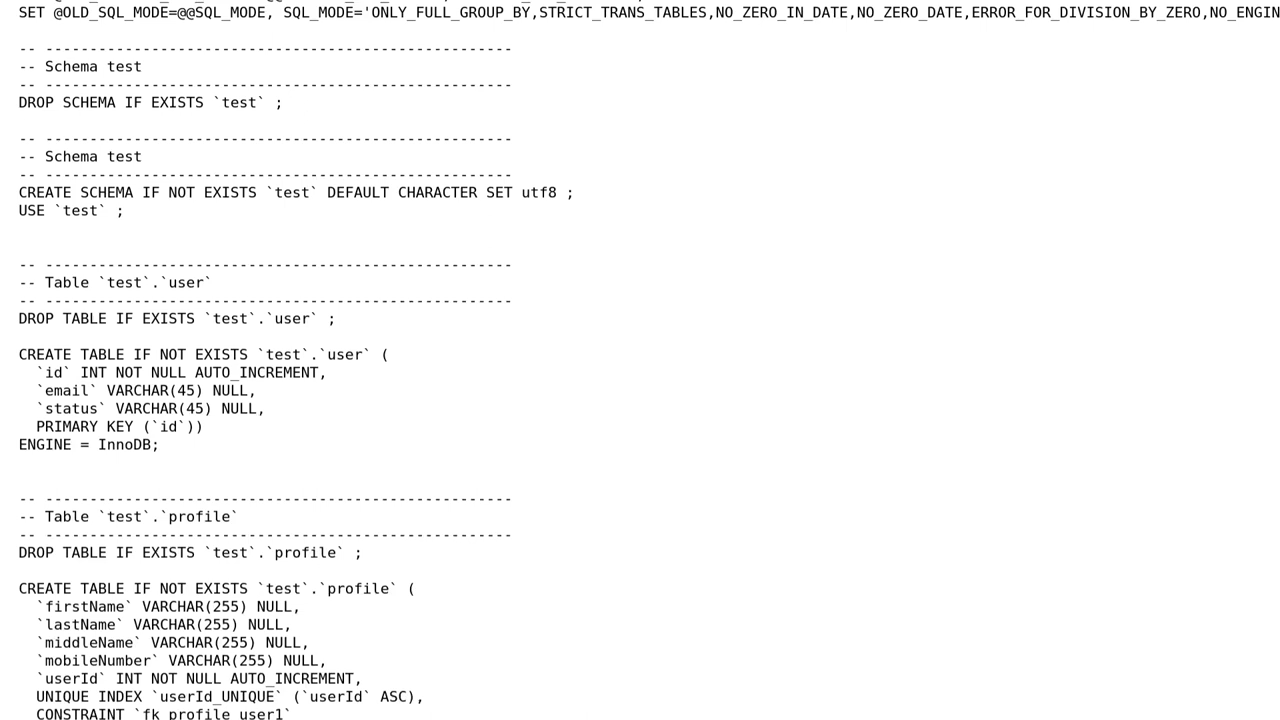 SET @OLD_SQL_MODE=@@SQL_MODE, SQL_MODE='ONLY_FULL_GROUP_BY,STRICT_TRANS_TABLES,NO_ZERO_IN_DATE,NO_ZERO_DATE,ERROR_FOR_DIVISION_BY_ZERO,NO_ENGIN
-- -----------------------------------------------------
-- Schema test
-- -----------------------------------------------------
DROP SCHEMA IF EXISTS `test` ;
-- -----------------------------------------------------
-- Schema test
-- -----------------------------------------------------
CREATE SCHEMA IF NOT EXISTS `test` DEFAULT CHARACTER SET utf8 ;
USE `test` ;
-- -----------------------------------------------------
-- Table `test`.`user`
-- -----------------------------------------------------
DROP TABLE IF EXISTS `test`.`user` ;
CREATE TABLE IF NOT EXISTS `test`.`user` (
`id` INT NOT NULL AUTO_INCREMENT,
`email` VARCHAR(45) NULL,
`status` VARCHAR(45) NULL,
PRIMARY KEY (`id`))
ENGINE = InnoDB;
-- -----------------------------------------------------
-- Table `test`.`profile`
-- -----------------------------------------------------
DROP TABLE IF EXISTS `test`.`profile` ;
CREATE TABLE IF NOT EXISTS `test`.`profile` (
`firstName` VARCHAR(255) NULL,
`lastName` VARCHAR(255) NULL,
`middleName` VARCHAR(255) NULL,
`mobileNumber` VARCHAR(255) NULL,
`userId` INT NOT NULL AUTO_INCREMENT,
UNIQUE INDEX `userId_UNIQUE` (`userId` ASC),
CONSTRAINT `fk_profile_user1`